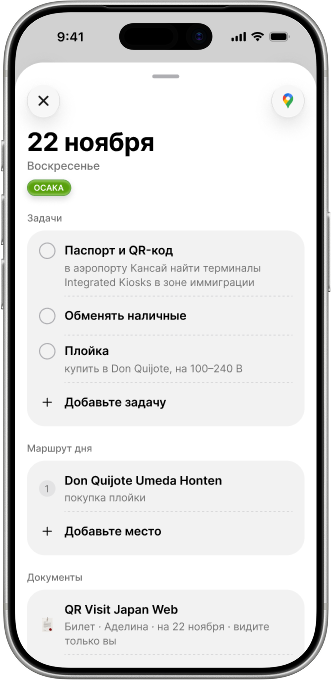 9:41
22 ноября
Воскресенье
ОСАКА
Задачи
Паспорт и QR-код
в аэропорту Кансай найти терминалы
Integrated Kiosks в зоне иммиграции
Обменять наличные
Плойка
купить в Don Quijote, на 100–240 В
+ Добавьте задачу
Маршрут дня
1 Don Quijote Umeda Honten
покупка плойки
+ Добавьте место
Документы
QR Visit Japan Web
Билет · Аделина · на 22 ноября · видите
только вы